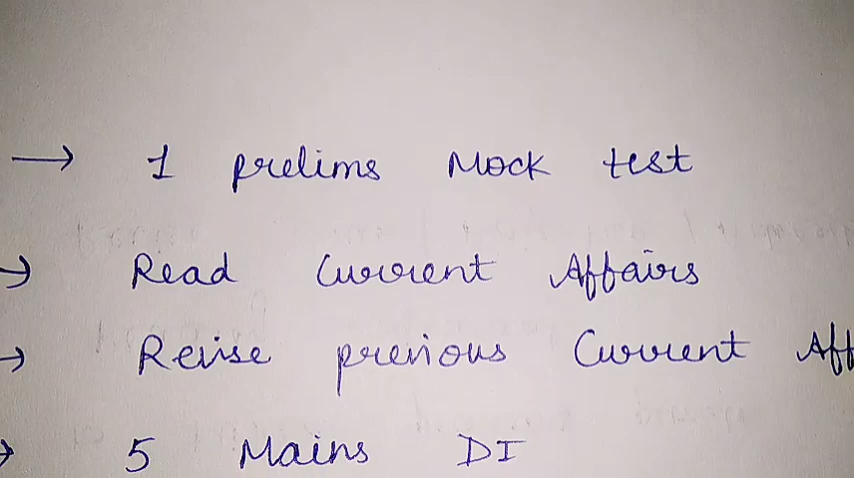 → 1 prelims Mock test
→ Read Current Affairs
→ Revise previous Current Aff
→ 5 Mains DI